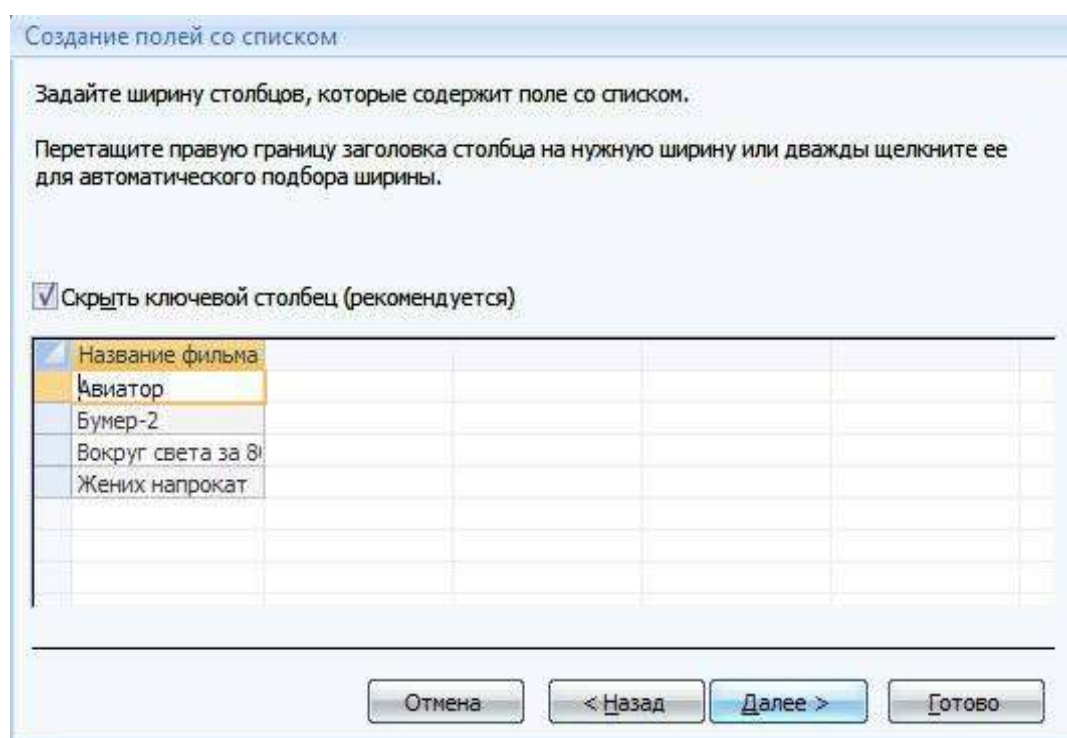 Создание полей со списком
Задайте ширину столбцов, которые содержит поле со списком.
Перетащите правую границу заголовка столбца на нужную ширину или дважды щелкните ее
для автоматического подбора ширины.
Скрыть ключевой столбец (рекомендуется)
Название фильма
Авиатор
Бумер-2
Вокруг света за 8
Жених напрокат
Отмена < Назад Далее > Готово